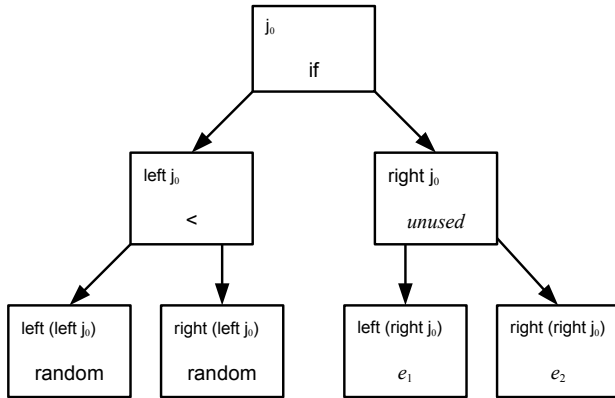 j₀
if
left j₀
<
right j₀
unused
left (left j₀)
random
right (left j₀)
random
left (right j₀)
e₁
right (right j₀)
e₂